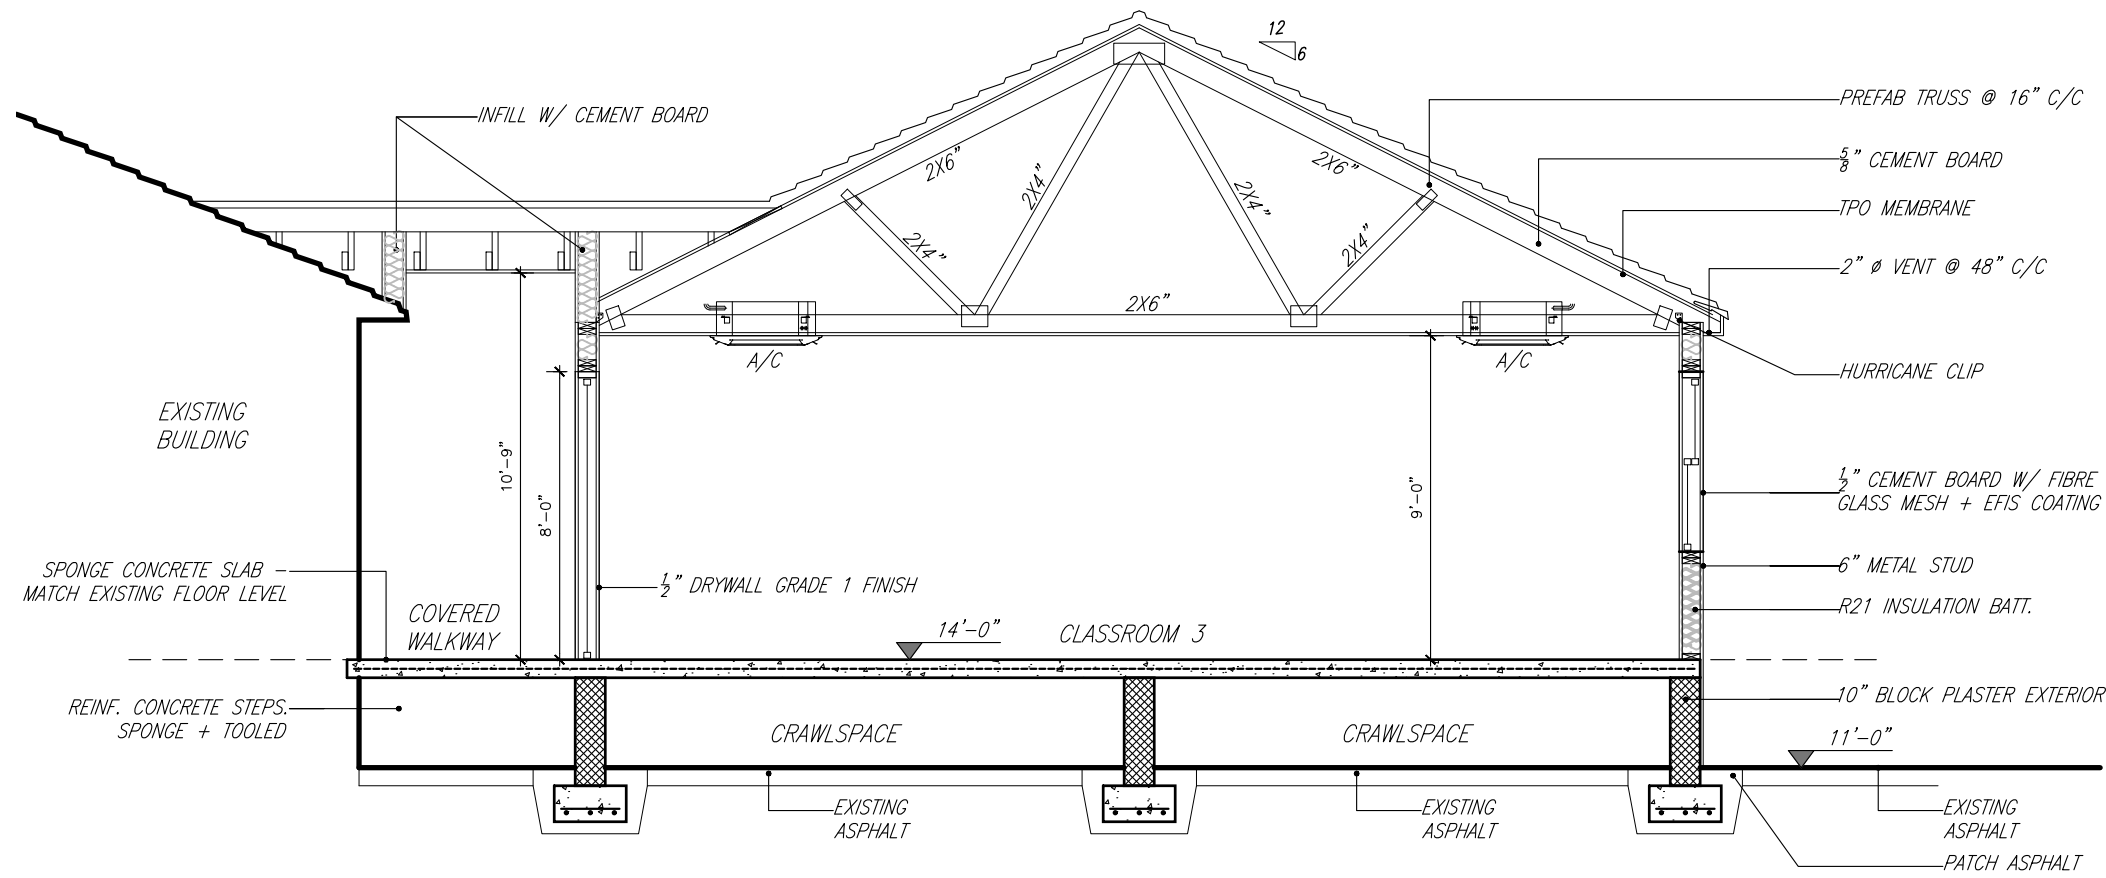 12
6
INFILL W/ CEMENT BOARD
PREFAB TRUSS @ 16" C/C
2X6"
2X4"
2X4"
2X6"
5/8" CEMENT BOARD
TPO MEMBRANE
2X4"
2X4"
2" Ø VENT @ 48" C/C
2X6"
A/C
A/C
HURRICANE CLIP
EXISTING
BUILDING
10'-9"
8'-0"
9'-0"
1/2" CEMENT BOARD W/ FIBRE
GLASS MESH + EFIS COATING
SPONGE CONCRETE SLAB -
MATCH EXISTING FLOOR LEVEL
1/2" DRYWALL GRADE 1 FINISH
6" METAL STUD
R21 INSULATION BATT.
COVERED
WALKWAY
14'-0"
CLASSROOM 3
REINF. CONCRETE STEPS.
SPONGE + TOOLED
10" BLOCK PLASTER EXTERIOR
CRAWLSPACE
CRAWLSPACE
11'-0"
EXISTING
ASPHALT
EXISTING
ASPHALT
EXISTING
ASPHALT
PATCH ASPHALT